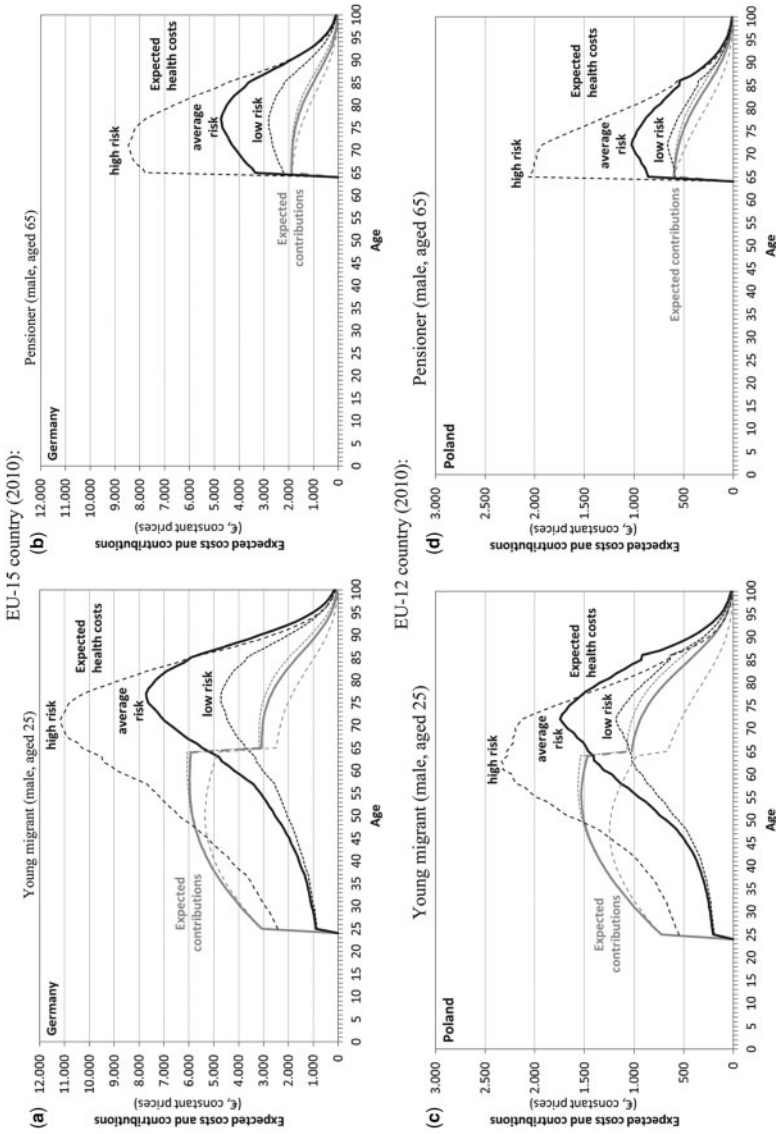 EU-15 country (2010):
Young migrant (male, aged 25)
(a)
Germany
Expected costs and contributions
(€, constant prices)
12.000
11.000
10.000
9.000
8.000
7.000
6.000
5.000
4.000
3.000
2.000
1.000
0
high risk
Expected
health costs
average
risk
low risk
Expected
contributions
0 5 10 15 20 25 30 35 40 45 50 55 60 65 70 75 80 85 90 95 100
Age
Pensioner (male, aged 65)
(b)
Germany
Expected costs and contributions
(€, constant prices)
12.000
11.000
10.000
9.000
8.000
7.000
6.000
5.000
4.000
3.000
2.000
1.000
0
high risk
Expected
health costs
average
risk
low risk
Expected
contributions
0 5 10 15 20 25 30 35 40 45 50 55 60 65 70 75 80 85 90 95 100
Age
EU-12 country (2010):
Young migrant (male, aged 25)
(c)
Poland
Expected costs and contributions
(€, constant prices)
3.000
2.500
2.000
1.500
1.000
500
0
high risk
Expected
health costs
average
risk
low risk
Expected
contributions
0 5 10 15 20 25 30 35 40 45 50 55 60 65 70 75 80 85 90 95 100
Age
Pensioner (male, aged 65)
(d)
Poland
Expected costs and contributions
(€, constant prices)
3.000
2.500
2.000
1.500
1.000
500
0
high risk
Expected
health costs
average
risk
low risk
Expected contributions
0 5 10 15 20 25 30 35 40 45 50 55 60 65 70 75 80 85 90 95 100
Age